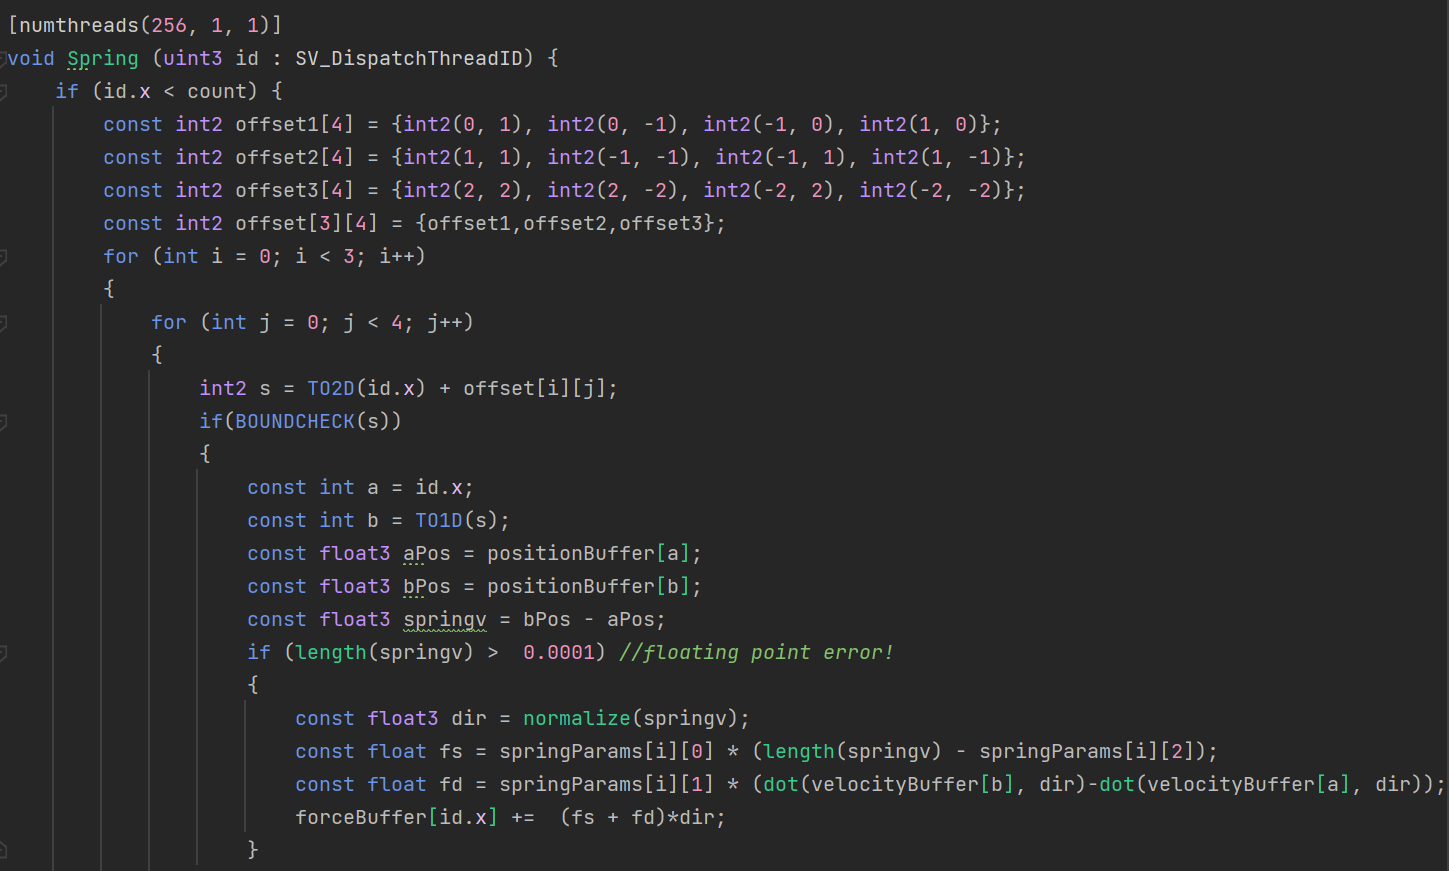 [numthreads(256, 1, 1)]
void Spring (uint3 id : SV_DispatchThreadID) {
    if (id.x < count) {
        const int2 offset1[4] = {int2(0, 1), int2(0, -1), int2(-1, 0), int2(1, 0)};
        const int2 offset2[4] = {int2(1, 1), int2(-1, -1), int2(-1, 1), int2(1, -1)};
        const int2 offset3[4] = {int2(2, 2), int2(2, -2), int2(-2, 2), int2(-2, -2)};
        const int2 offset[3][4] = {offset1,offset2,offset3};
        for (int i = 0; i < 3; i++)
        {
            for (int j = 0; j < 4; j++)
            {
                int2 s = TO2D(id.x) + offset[i][j];
                if(BOUNDCHECK(s))
                {
                    const int a = id.x;
                    const int b = TO1D(s);
                    const float3 aPos = positionBuffer[a];
                    const float3 bPos = positionBuffer[b];
                    const float3 springv = bPos - aPos;
                    if (length(springv) >  0.0001) //floating point error!
                    {
                        const float3 dir = normalize(springv);
                        const float fs = springParams[i][0] * (length(springv) - springParams[i][2]);
                        const float fd = springParams[i][1] * (dot(velocityBuffer[b], dir)-dot(velocityBuffer[a], dir));
                        forceBuffer[id.x] +=  (fs + fd)*dir;
                    }